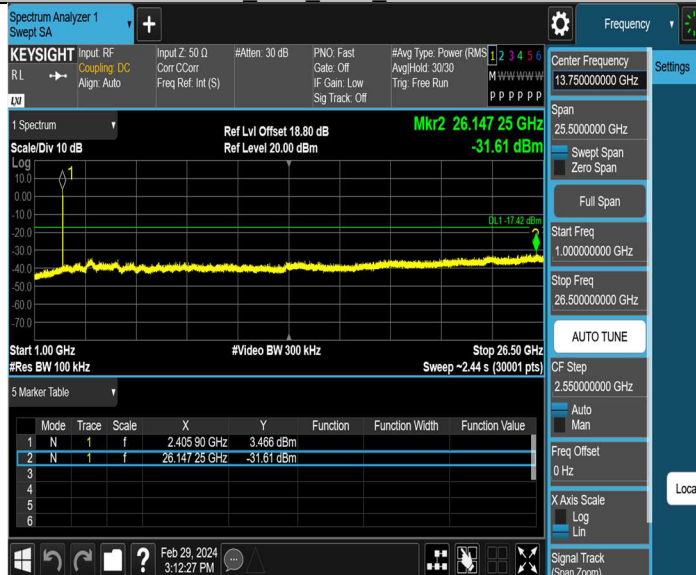 Spectrum Analyzer 1
Swept SA
+
Frequency
KEYSIGHT
RL
LXI
Input: RF
Coupling: DC
Align: Auto
Input Z: 50 Ω
Corr CCorr
Freq Ref: Int (S)
#Atten: 30 dB
PNO: Fast
Gate: Off
IF Gain: Low
Sig Track: Off
#Avg Type: Power (RMS
Avg|Hold: 30/30
Trig: Free Run
1 2 3 4 5 6
M W W W W W
P P P P P P
1 Spectrum
Scale/Div 10 dB
Ref Lvl Offset 18.80 dB
Ref Level 20.00 dBm
Mkr2 26.147 25 GHz
-31.61 dBm
Log
10.0
0.00
-10.0
-20.0
-30.0
-40.0
-50.0
-60.0
-70.0
1
DL1 -17.42 dBm
2
Start 1.00 GHz
#Res BW 100 kHz
#Video BW 300 kHz
Stop 26.50 GHz
Sweep ~2.44 s (30001 pts)
5 Marker Table
Mode Trace Scale X Y Function Function Width Function Value
1 N 1 f 2.405 90 GHz 3.466 dBm
2 N 1 f 26.147 25 GHz -31.61 dBm
3
4
5
6
Feb 29, 2024
3:12:27 PM
?
Center Frequency
13.750000000 GHz
Settings
Span
25.5000000 GHz
Swept Span
Zero Span
Full Span
Start Freq
1.000000000 GHz
Stop Freq
26.500000000 GHz
AUTO TUNE
CF Step
2.550000000 GHz
Auto
Man
Freq Offset
0 Hz
X Axis Scale
Log
Lin
Signal Track
(Span Zoom)
Loca